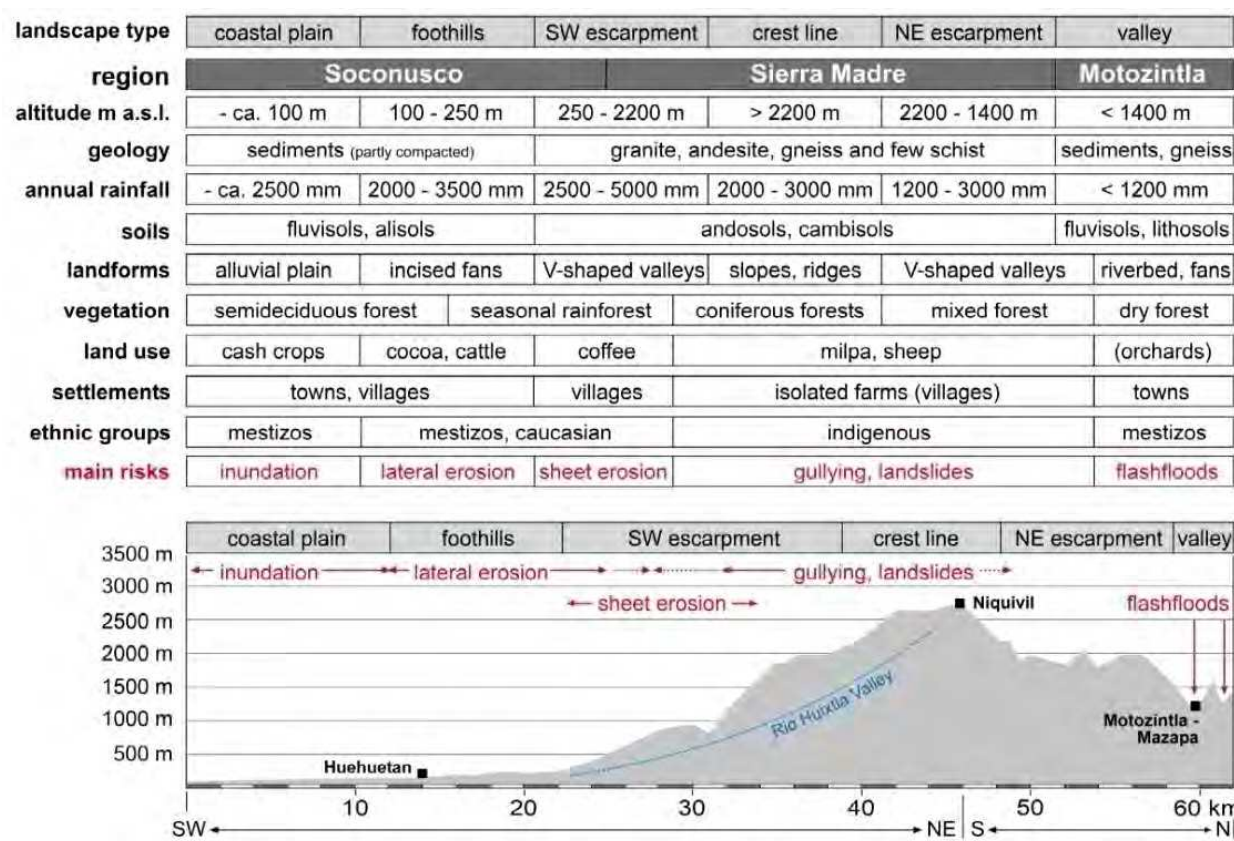 landscape type coastal plain foothills SW escarpment crest line NE escarpment valley
region Soconusco Sierra Madre Motozintla
altitude m a.s.l. - ca. 100 m 100 - 250 m 250 - 2200 m > 2200 m 2200 - 1400 m < 1400 m
geology sediments (partly compacted) granite, andesite, gneiss and few schist sediments, gneiss
annual rainfall - ca. 2500 mm 2000 - 3500 mm 2500 - 5000 mm 2000 - 3000 mm 1200 - 3000 mm < 1200 mm
soils fluvisols, alisols andosols, cambisols fluvisols, lithosols
landforms alluvial plain incised fans V-shaped valleys slopes, ridges V-shaped valleys riverbed, fans
vegetation semideciduous forest seasonal rainforest coniferous forests mixed forest dry forest
land use cash crops cocoa, cattle coffee milpa, sheep (orchards)
settlements towns, villages villages isolated farms (villages) towns
ethnic groups mestizos mestizos, caucasian indigenous mestizos
main risks inundation lateral erosion sheet erosion gullying, landslides flashfloods
coastal plain foothills SW escarpment crest line NE escarpment valley
3500 m
inundation lateral erosion gullying, landslides
3000 m
sheet erosion Niquivil flashfloods
2500 m
2000 m
1500 m
Rio Huixtla Valley
1000 m
Motozintla -
Mazapa
500 m
Huehuetan
10 20 30 40 50 60 km
SW NE S N